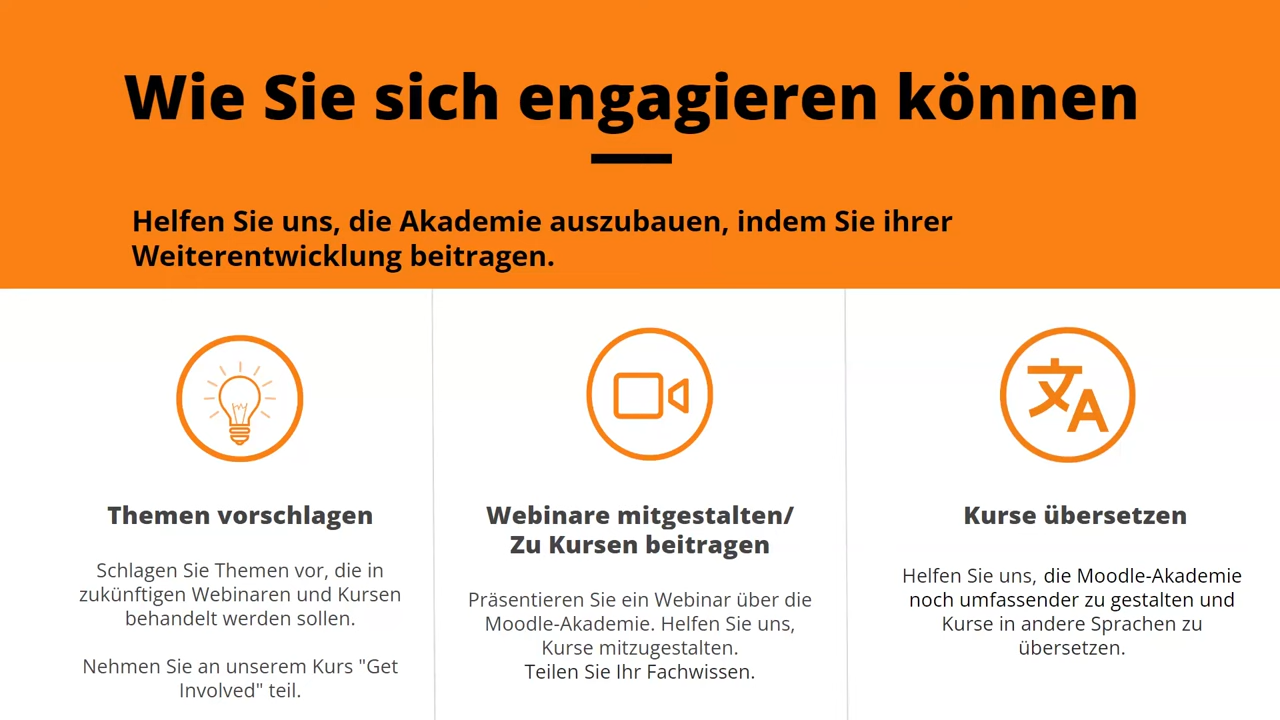 Wie Sie sich engagieren können
Helfen Sie uns, die Akademie auszubauen, indem Sie ihrer
Weiterentwicklung beitragen.
Themen vorschlagen
Schlagen Sie Themen vor, die in
zukünftigen Webinaren und Kursen
behandelt werden sollen.
Nehmen Sie an unserem Kurs "Get
Involved" teil.
Webinare mitgestalten/
Zu Kursen beitragen
Präsentieren Sie ein Webinar über die
Moodle-Akademie. Helfen Sie uns,
Kurse mitzugestalten.
Teilen Sie Ihr Fachwissen.
文A
Kurse übersetzen
Helfen Sie uns, die Moodle-Akademie
noch umfassender zu gestalten und
Kurse in andere Sprachen zu
übersetzen.